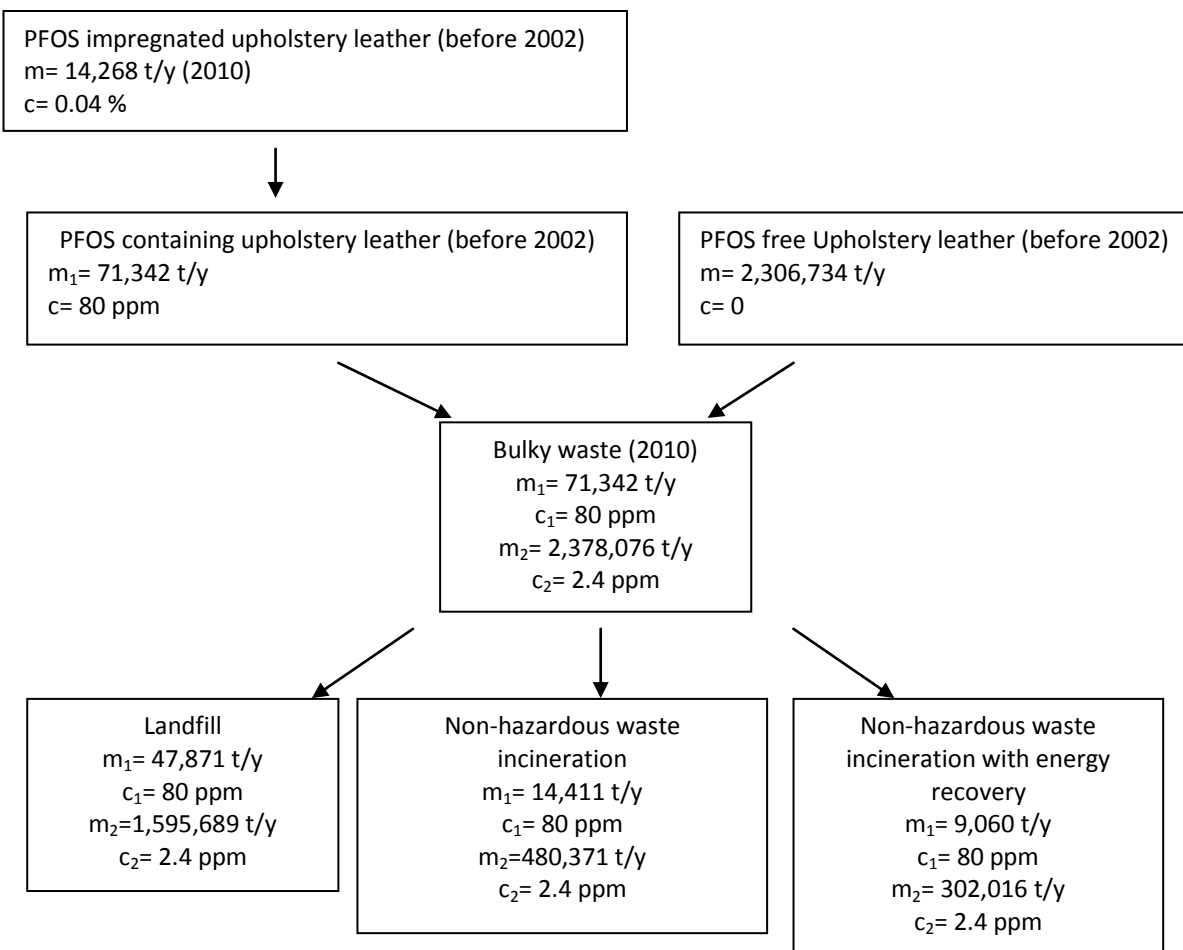 PFOS impregnated upholstery leather (before 2002)
m= 14,268 t/y (2010)
c= 0.04 %
PFOS containing upholstery leather (before 2002)
m₁= 71,342 t/y
c= 80 ppm
PFOS free Upholstery leather (before 2002)
m= 2,306,734 t/y
c= 0
Bulky waste (2010)
m₁= 71,342 t/y
c₁= 80 ppm
m₂= 2,378,076 t/y
c₂= 2.4 ppm
Landfill
m₁= 47,871 t/y
c₁= 80 ppm
m₂=1,595,689 t/y
c₂= 2.4 ppm
Non-hazardous waste
incineration
m₁= 14,411 t/y
c₁= 80 ppm
m₂=480,371 t/y
c₂= 2.4 ppm
Non-hazardous waste
incineration with energy
recovery
m₁= 9,060 t/y
c₁= 80 ppm
m₂= 302,016 t/y
c₂= 2.4 ppm